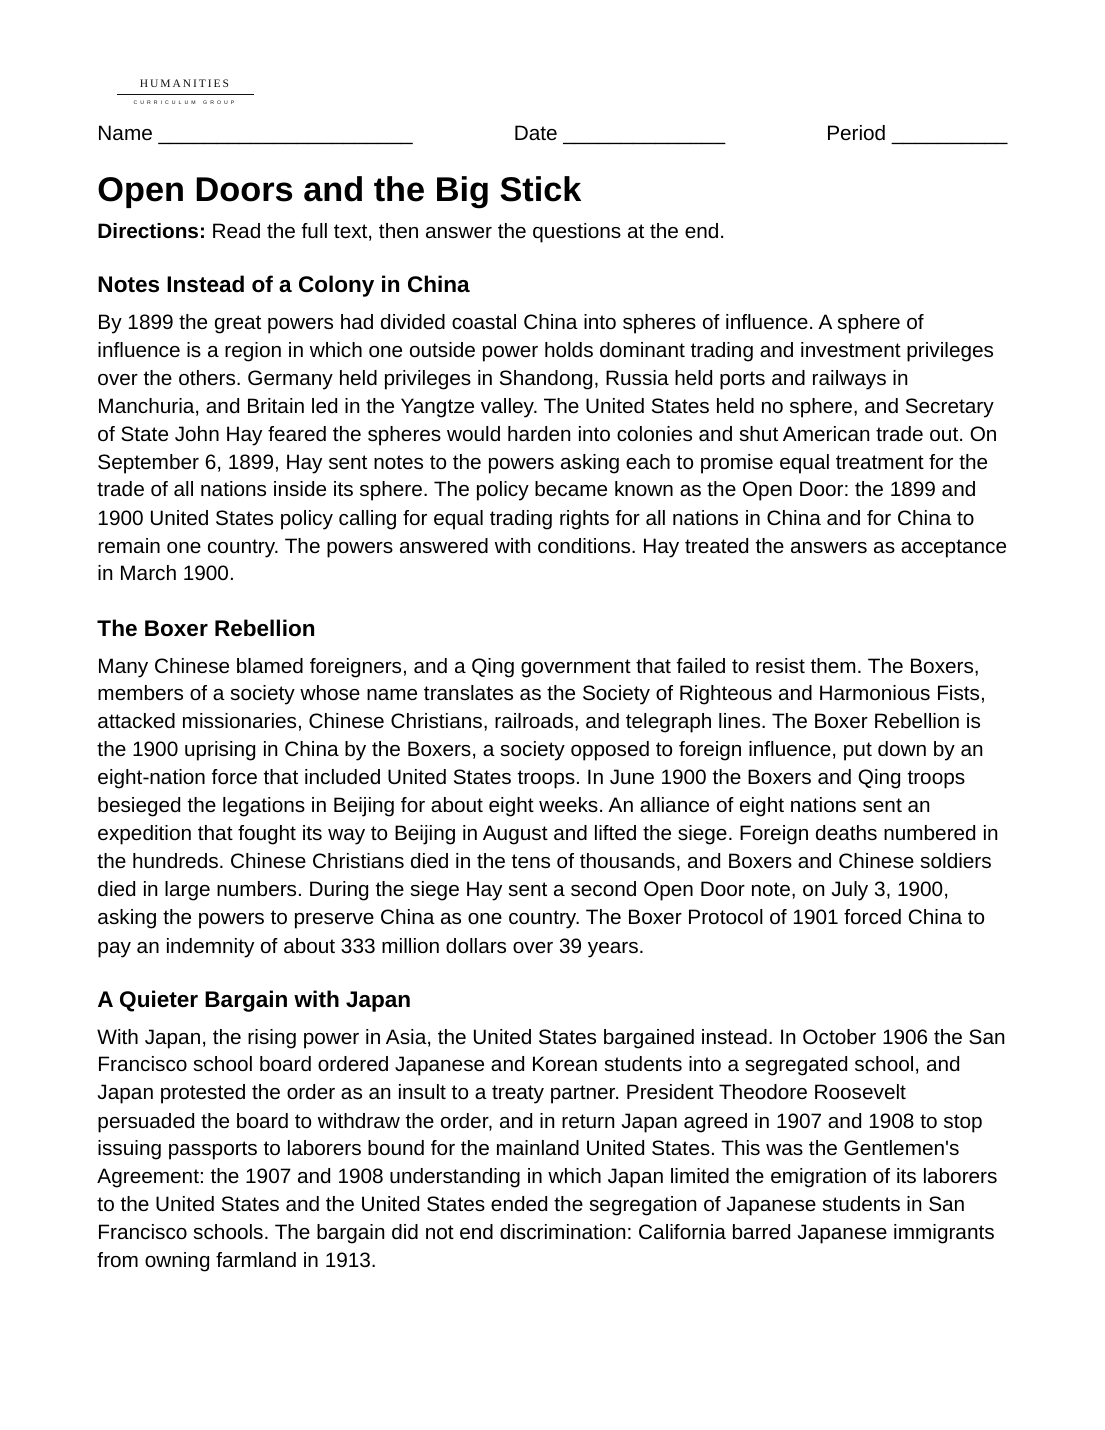 HUMANITIES
CURRICULUM GROUP
Name ______________________ Date ______________ Period __________
Open Doors and the Big Stick
Directions: Read the full text, then answer the questions at the end.
Notes Instead of a Colony in China
By 1899 the great powers had divided coastal China into spheres of influence. A sphere of
influence is a region in which one outside power holds dominant trading and investment privileges
over the others. Germany held privileges in Shandong, Russia held ports and railways in
Manchuria, and Britain led in the Yangtze valley. The United States held no sphere, and Secretary
of State John Hay feared the spheres would harden into colonies and shut American trade out. On
September 6, 1899, Hay sent notes to the powers asking each to promise equal treatment for the
trade of all nations inside its sphere. The policy became known as the Open Door: the 1899 and
1900 United States policy calling for equal trading rights for all nations in China and for China to
remain one country. The powers answered with conditions. Hay treated the answers as acceptance
in March 1900.
The Boxer Rebellion
Many Chinese blamed foreigners, and a Qing government that failed to resist them. The Boxers,
members of a society whose name translates as the Society of Righteous and Harmonious Fists,
attacked missionaries, Chinese Christians, railroads, and telegraph lines. The Boxer Rebellion is
the 1900 uprising in China by the Boxers, a society opposed to foreign influence, put down by an
eight-nation force that included United States troops. In June 1900 the Boxers and Qing troops
besieged the legations in Beijing for about eight weeks. An alliance of eight nations sent an
expedition that fought its way to Beijing in August and lifted the siege. Foreign deaths numbered in
the hundreds. Chinese Christians died in the tens of thousands, and Boxers and Chinese soldiers
died in large numbers. During the siege Hay sent a second Open Door note, on July 3, 1900,
asking the powers to preserve China as one country. The Boxer Protocol of 1901 forced China to
pay an indemnity of about 333 million dollars over 39 years.
A Quieter Bargain with Japan
With Japan, the rising power in Asia, the United States bargained instead. In October 1906 the San
Francisco school board ordered Japanese and Korean students into a segregated school, and
Japan protested the order as an insult to a treaty partner. President Theodore Roosevelt
persuaded the board to withdraw the order, and in return Japan agreed in 1907 and 1908 to stop
issuing passports to laborers bound for the mainland United States. This was the Gentlemen's
Agreement: the 1907 and 1908 understanding in which Japan limited the emigration of its laborers
to the United States and the United States ended the segregation of Japanese students in San
Francisco schools. The bargain did not end discrimination: California barred Japanese immigrants
from owning farmland in 1913.